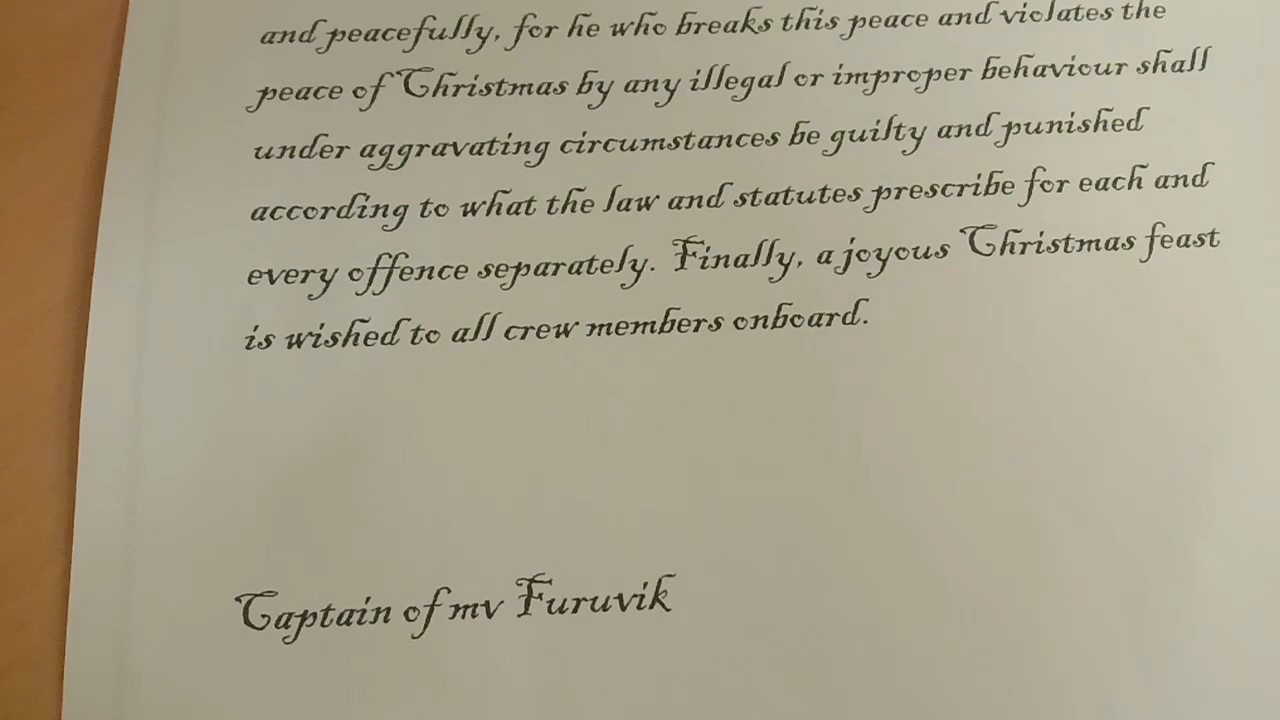 and peacefully, for he who breaks this peace and violates the
peace of Christmas by any illegal or improper behaviour shall
under aggravating circumstances be guilty and punished
according to what the law and statutes prescribe for each and
every offence separately. Finally, a joyous Christmas feast
is wished to all crew members onboard.
Captain of mv Furuvik